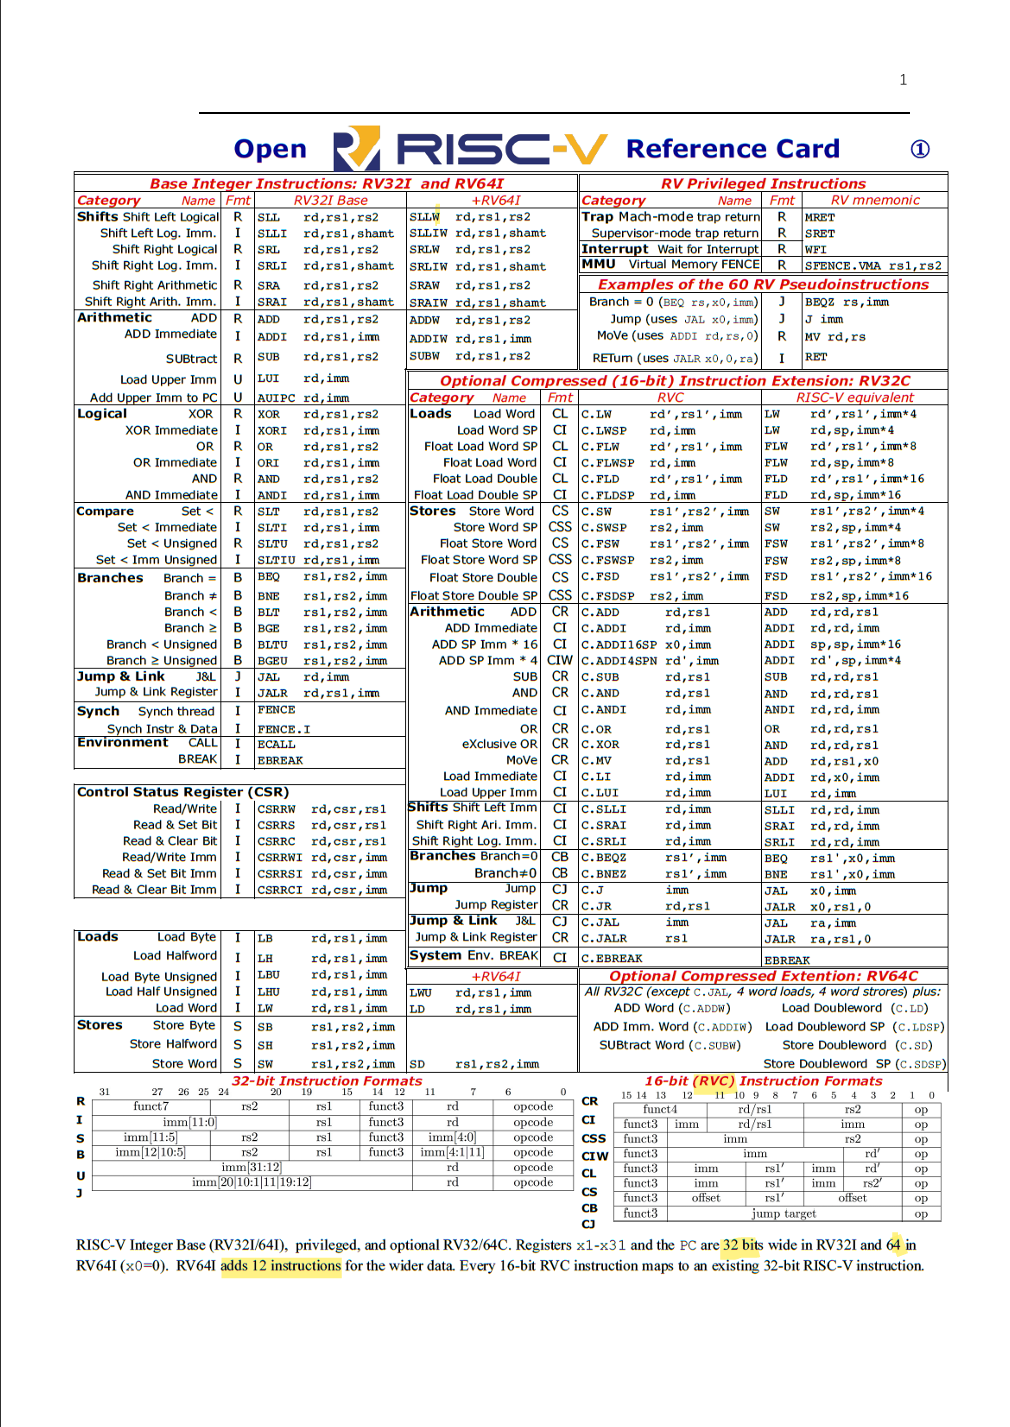 1
Open RISC-V Reference Card ①
Base Integer Instructions: RV32I and RV64I
Category Name Fmt RV32I Base +RV64I
Shifts Shift Left Logical R SLL rd,rs1,rs2 SLLW rd,rs1,rs2
Shift Left Log. Imm. I SLLI rd,rs1,shamt SLLIW rd,rs1,shamt
Shift Right Logical R SRL rd,rs1,rs2 SRLW rd,rs1,rs2
Shift Right Log. Imm. I SRLI rd,rs1,shamt SRLIW rd,rs1,shamt
Shift Right Arithmetic R SRA rd,rs1,rs2 SRAW rd,rs1,rs2
Shift Right Arith. Imm. I SRAI rd,rs1,shamt SRAIW rd,rs1,shamt
Arithmetic ADD R ADD rd,rs1,rs2 ADDW rd,rs1,rs2
ADD Immediate I ADDI rd,rs1,imm ADDIW rd,rs1,imm
SUBtract R SUB rd,rs1,rs2 SUBW rd,rs1,rs2
Load Upper Imm U LUI rd,imm
Add Upper Imm to PC U AUIPC rd,imm
Logical XOR R XOR rd,rs1,rs2
XOR Immediate I XORI rd,rs1,imm
OR R OR rd,rs1,rs2
OR Immediate I ORI rd,rs1,imm
AND R AND rd,rs1,rs2
AND Immediate I ANDI rd,rs1,imm
Compare Set < R SLT rd,rs1,rs2
Set < Immediate I SLTI rd,rs1,imm
Set < Unsigned R SLTU rd,rs1,rs2
Set < Imm Unsigned I SLTIU rd,rs1,imm
Branches Branch = B BEQ rs1,rs2,imm
Branch ≠ B BNE rs1,rs2,imm
Branch < B BLT rs1,rs2,imm
Branch ≥ B BGE rs1,rs2,imm
Branch < Unsigned B BLTU rs1,rs2,imm
Branch ≥ Unsigned B BGEU rs1,rs2,imm
Jump & Link J&L J JAL rd,imm
Jump & Link Register I JALR rd,rs1,imm
Synch Synch thread I FENCE
Synch Instr & Data I FENCE.I
Environment CALL I ECALL
BREAK I EBREAK
Control Status Register (CSR)
Read/Write I CSRRW rd,csr,rs1
Read & Set Bit I CSRRS rd,csr,rs1
Read & Clear Bit I CSRRC rd,csr,rs1
Read/Write Imm I CSRRWI rd,csr,imm
Read & Set Bit Imm I CSRRSI rd,csr,imm
Read & Clear Bit Imm I CSRRCI rd,csr,imm
Loads Load Byte I LB rd,rs1,imm
Load Halfword I LH rd,rs1,imm
Load Byte Unsigned I LBU rd,rs1,imm
+RV64I
Load Half Unsigned I LHU rd,rs1,imm LWU rd,rs1,imm
Load Word I LW rd,rs1,imm LD rd,rs1,imm
Stores Store Byte S SB rs1,rs2,imm
Store Halfword S SH rs1,rs2,imm
Store Word S SW rs1,rs2,imm SD rs1,rs2,imm
RV Privileged Instructions
Category Name Fmt RV mnemonic
Trap Mach-mode trap return R MRET
Supervisor-mode trap return R SRET
Interrupt Wait for Interrupt R WFI
MMU Virtual Memory FENCE R SFENCE.VMA rs1,rs2
Examples of the 60 RV Pseudoinstructions
Branch = 0 (BEQ rs,x0,imm) J BEQZ rs,imm
Jump (uses JAL x0,imm) J J imm
MoVe (uses ADDI rd,rs,0) R MV rd,rs
RETurn (uses JALR x0,0,ra) I RET
Optional Compressed (16-bit) Instruction Extension: RV32C
Category Name Fmt RVC RISC-V equivalent
Loads Load Word CL C.LW rd′,rs1′,imm LW rd′,rs1′,imm*4
Load Word SP CI C.LWSP rd,imm LW rd,sp,imm*4
Float Load Word CL C.FLW rd′,rs1′,imm FLW rd′,rs1′,imm*8
Float Load Word CI C.FLWSP rd,imm FLW rd,sp,imm*8
Float Load Double CL C.FLD rd′,rs1′,imm FLD rd′,rs1′,imm*16
Float Load Double SP CI C.FLDSP rd,imm FLD rd,sp,imm*16
Stores Store Word CS C.SW rs1′,rs2′,imm SW rs1′,rs2′,imm*4
Store Word SP CSS C.SWSP rs2,imm SW rs2,sp,imm*4
Float Store Word CS C.FSW rs1′,rs2′,imm FSW rs1′,rs2′,imm*8
Float Store Word SP CSS C.FSWSP rs2,imm FSW rs2,sp,imm*8
Float Store Double CS C.FSD rs1′,rs2′,imm FSD rs1′,rs2′,imm*16
Float Store Double SP CSS C.FSDSP rs2,imm FSD rs2,sp,imm*16
Arithmetic ADD CR C.ADD rd,rs1 ADD rd,rd,rs1
ADD Immediate CI C.ADDI rd,imm ADDI rd,rd,imm
ADD SP Imm * 16 CI C.ADDI16SP x0,imm ADDI sp,sp,imm*16
ADD SP Imm * 4 CIW C.ADDI4SPN rd',imm ADDI rd',sp,imm*4
SUB CR C.SUB rd,rs1 SUB rd,rd,rs1
AND CR C.AND rd,rs1 AND rd,rd,rs1
AND Immediate CI C.ANDI rd,imm ANDI rd,rd,imm
OR CR C.OR rd,rs1 OR rd,rd,rs1
eXclusive OR CR C.XOR rd,rs1 AND rd,rd,rs1
MoVe CR C.MV rd,rs1 ADD rd,rs1,x0
Load Immediate CI C.LI rd,imm ADDI rd,x0,imm
Load Upper Imm CI C.LUI rd,imm LUI rd,imm
Shifts Shift Left Imm CI C.SLLI rd,imm SLLI rd,rd,imm
Shift Right Ari. Imm. CI C.SRAI rd,imm SRAI rd,rd,imm
Shift Right Log. Imm. CI C.SRLI rd,imm SRLI rd,rd,imm
Branches Branch=0 CB C.BEQZ rs1′,imm BEQ rs1',x0,imm
Branch≠0 CB C.BNEZ rs1′,imm BNE rs1',x0,imm
Jump Jump CJ C.J imm JAL x0,imm
Jump Register CR C.JR rd,rs1 JALR x0,rs1,0
Jump & Link J&L CJ C.JAL imm JAL ra,imm
Jump & Link Register CR C.JALR rs1 JALR ra,rs1,0
System Env. BREAK CI C.EBREAK EBREAK
Optional Compressed Extention: RV64C
All RV32C (except C.JAL, 4 word loads, 4 word strores) plus:
ADD Word (C.ADDW) Load Doubleword (C.LD)
ADD Imm. Word (C.ADDIW) Load Doubleword SP (C.LDSP)
SUBtract Word (C.SUBW) Store Doubleword (C.SD)
Store Doubleword SP (C.SDSP)
32-bit Instruction Formats
31 27 26 25 24 20 19 15 14 12 11 7 6 0
R funct7 rs2 rs1 funct3 rd opcode
I imm[11:0] rs1 funct3 rd opcode
S imm[11:5] rs2 rs1 funct3 imm[4:0] opcode
B imm[12|10:5] rs2 rs1 funct3 imm[4:1|11] opcode
U imm[31:12] rd opcode
J imm[20|10:1|11|19:12] rd opcode
16-bit (RVC) Instruction Formats
15 14 13 12 11 10 9 8 7 6 5 4 3 2 1 0
CR funct4 rd/rs1 rs2 op
CI funct3 imm rd/rs1 imm op
CSS funct3 imm rs2 op
CIW funct3 imm rd′ op
CL funct3 imm rs1′ imm rd′ op
CS funct3 imm rs1′ imm rs2′ op
CB funct3 offset rs1′ offset op
CJ funct3 jump target op
RISC-V Integer Base (RV32I/64I), privileged, and optional RV32/64C. Registers x1-x31 and the PC are 32 bits wide in RV32I and 64 in
RV64I (x0=0). RV64I adds 12 instructions for the wider data. Every 16-bit RVC instruction maps to an existing 32-bit RISC-V instruction.